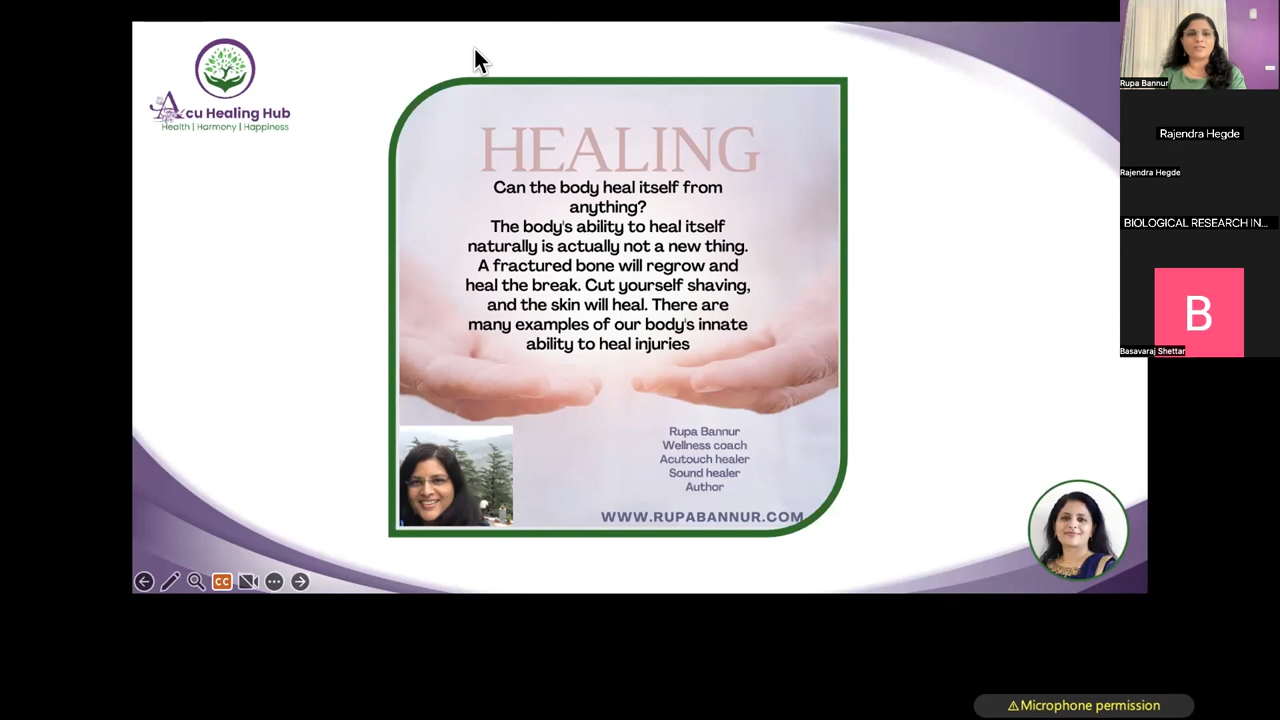 Acu Healing Hub
Health | Harmony | Happiness
HEALING
Can the body heal itself from
anything?
The body's ability to heal itself
naturally is actually not a new thing.
A fractured bone will regrow and
heal the break. Cut yourself shaving,
and the skin will heal. There are
many examples of our body's innate
ability to heal injuries
Rupa Bannur
Wellness coach
Acutouch healer
Sound healer
Author
WWW.RUPABANNUR.COM
CC
Rupa Bannur
Rajendra Hegde
Rajendra Hegde
BIOLOGICAL RESEARCH IN...
B
Basavaraj Shettar
⚠Microphone permission